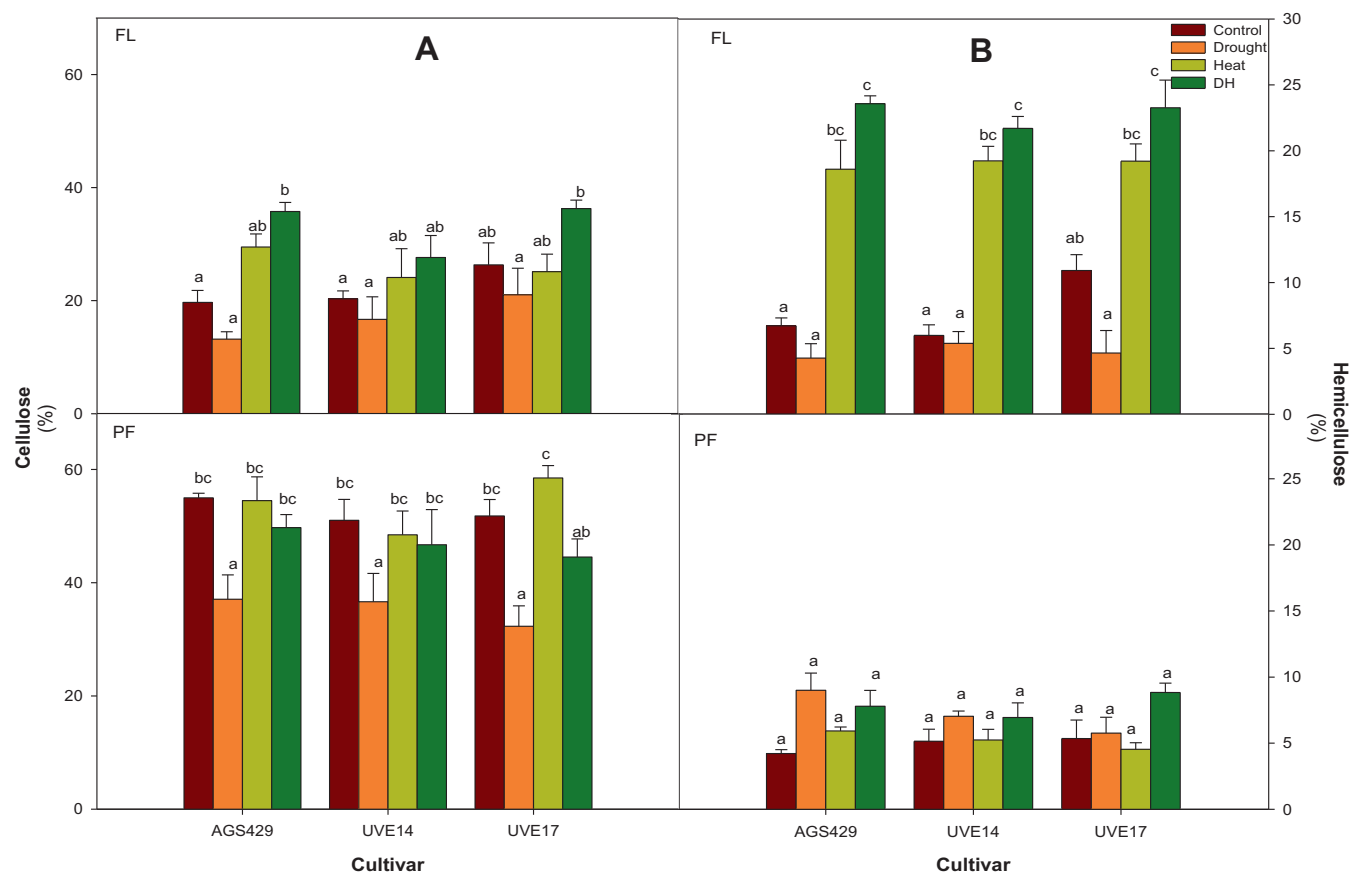 FL
A
60
40
20
0
a
a
ab
b
a
a
ab
ab
ab
a
ab
b
FL
B
Control
Drought
Heat
DH
30
25
20
15
10
5
0
a
a
bc
c
a
a
bc
c
ab
a
bc
c
Cellulose
(%)
Hemicellulose
(%)
PF
60
40
20
0
bc
a
bc
bc
bc
a
bc
bc
bc
a
c
ab
PF
25
20
15
10
5
0
a
a
a
a
a
a
a
a
a
a
a
a
AGS429
UVE14
UVE17
AGS429
UVE14
UVE17
Cultivar
Cultivar